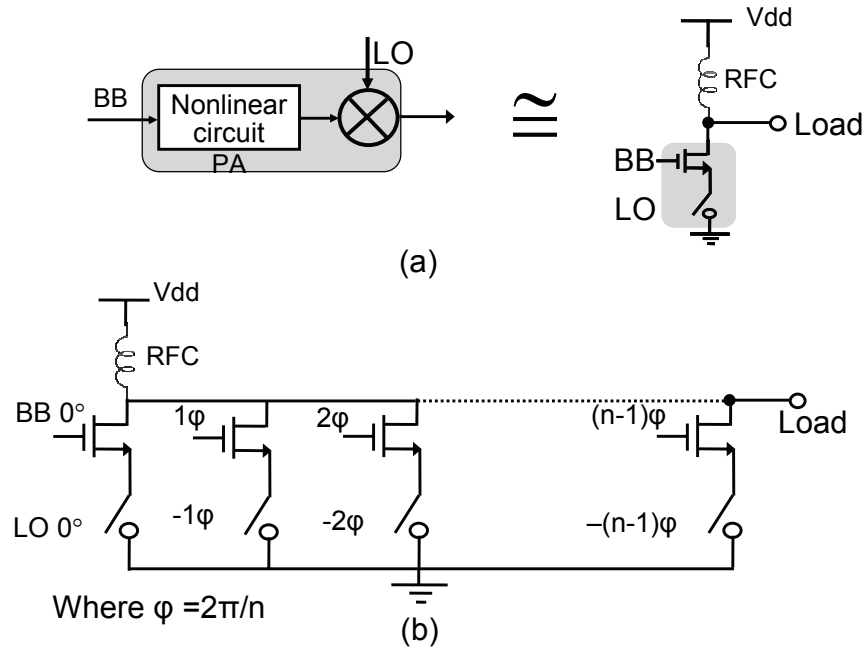 LO
BB
Nonlinear
circuit
PA
≅
Vdd
RFC
Load
BB
LO
(a)
Vdd
RFC
BB 0°
1φ
2φ
(n-1)φ
Load
LO 0°
-1φ
-2φ
–(n-1)φ
Where φ =2π/n
(b)